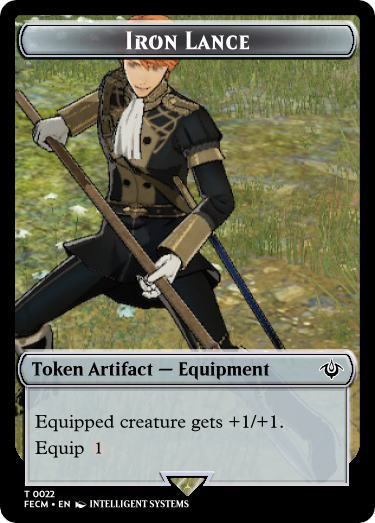 Iron Lance
Token Artifact — Equipment
Equipped creature gets +1/+1.
Equip 1
T 0022
FECM • EN INTELLIGENT SYSTEMS